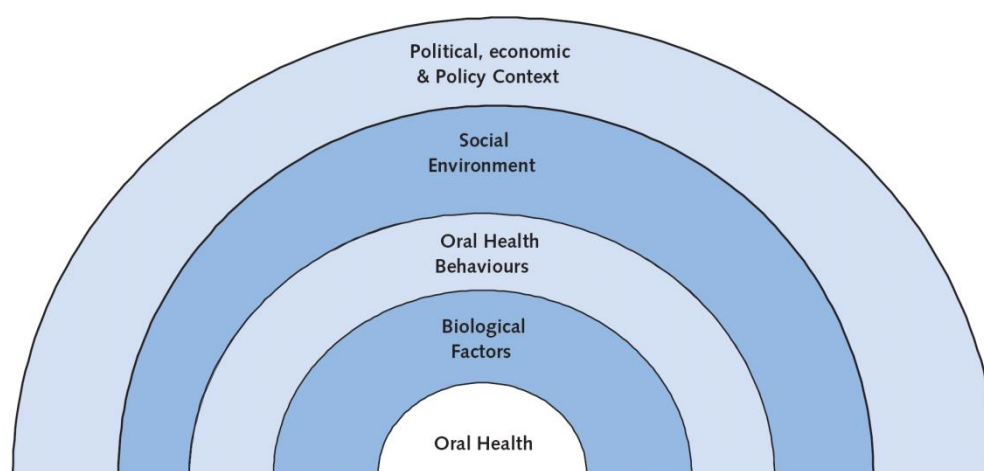 Political, economic
& Policy Context
Social
Environment
Oral Health
Behaviours
Biological
Factors
Oral Health